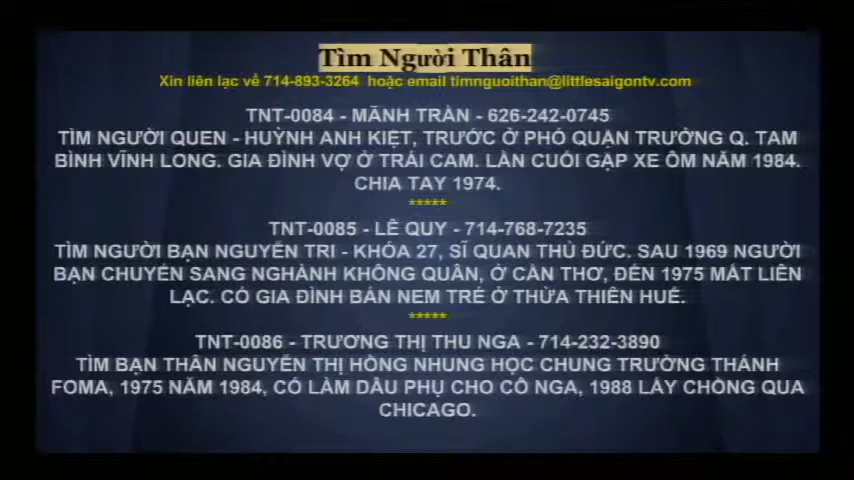 Tìm Người Thân
Xin liên lạc về 714-893-3264 hoặc email timnguoithan@littlesaigontv.com
TNT-0084 - MÃNH TRẦN - 626-242-0745
TÌM NGƯỜI QUEN - HUỲNH ANH KIỆT, TRƯỚC Ở PHÓ QUẬN TRƯỞNG Q. TAM
BÌNH VĨNH LONG. GIA ĐÌNH VỢ Ở TRÁI CAM. LẦN CUỐI GẶP XE ÔM NĂM 1984.
CHIA TAY 1974.
*****
TNT-0085 - LÊ QUY - 714-768-7235
TÌM NGƯỜI BẠN NGUYỄN TRI - KHÓA 27, SĨ QUAN THỦ ĐỨC. SAU 1969 NGƯỜI
BẠN CHUYỂN SANG NGHÀNH KHÔNG QUÂN, Ở CẦN THƠ, ĐẾN 1975 MẤT LIÊN
LẠC. CÓ GIA ĐÌNH BÁN NEM TRÉ Ở THỪA THIÊN HUẾ.
*****
TNT-0086 - TRƯƠNG THỊ THU NGA - 714-232-3890
TÌM BẠN THÂN NGUYỄN THỊ HỒNG NHUNG HỌC CHUNG TRƯỜNG THÁNH
FOMA, 1975 NĂM 1984, CÓ LÀM DÂU PHỤ CHO CÔ NGA, 1988 LẤY CHỒNG QUA
CHICAGO.